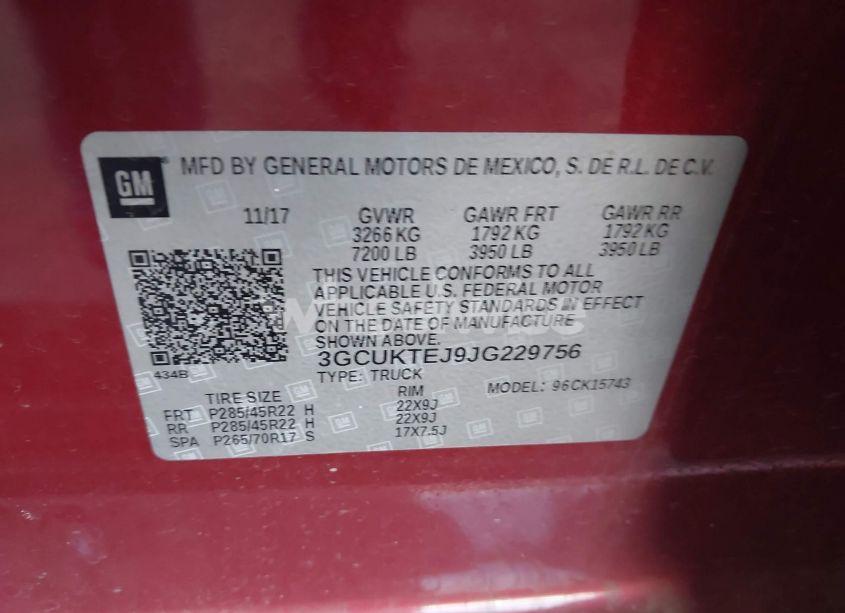 GM
MFD BY GENERAL MOTORS DE MEXICO, S. DE R.L. DE C.V.
11/17 GVWR GAWR FRT GAWR RR
3266 KG 1792 KG 1792 KG
7200 LB 3950 LB 3950 LB
THIS VEHICLE CONFORMS TO ALL
APPLICABLE U.S. FEDERAL MOTOR
VEHICLE SAFETY STANDARDS IN EFFECT
ON THE DATE OF MANUFACTURE
SHOWN ABOVE.
434B
3GCUKTEJ9JG229756
TYPE: TRUCK MODEL: 96CK15743
TIRE SIZE RIM
FRT P285/45R22 H 22X9J
RR P285/45R22 H 22X9J
SPA P265/70R17 S 17X7.5J